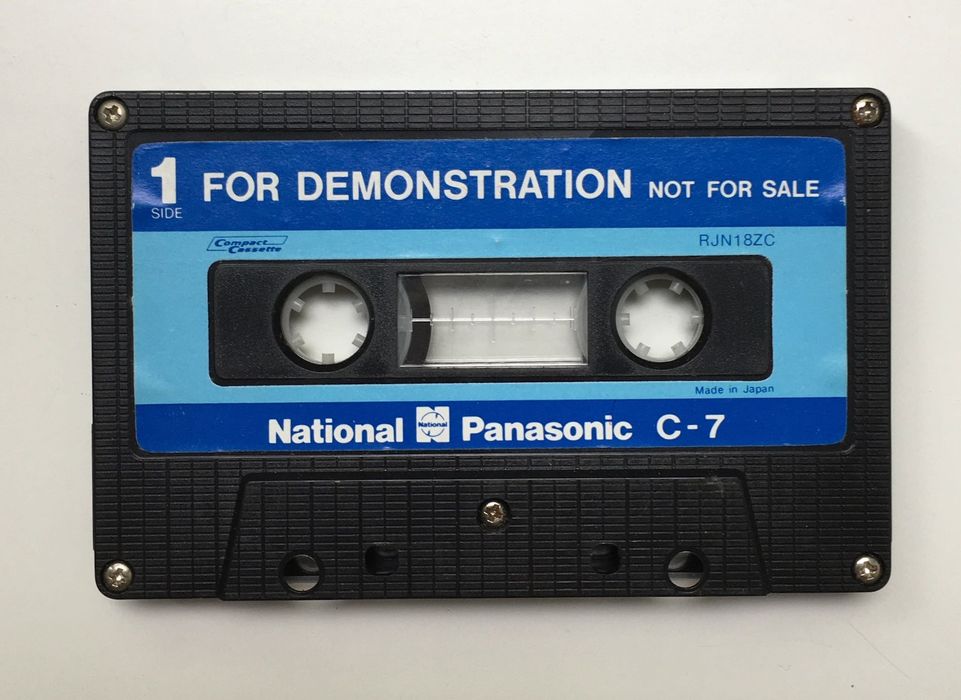 1 FOR DEMONSTRATION NOT FOR SALE
SIDE
Compact Cassette
RJN18ZC
Made in Japan
National National Panasonic C-7